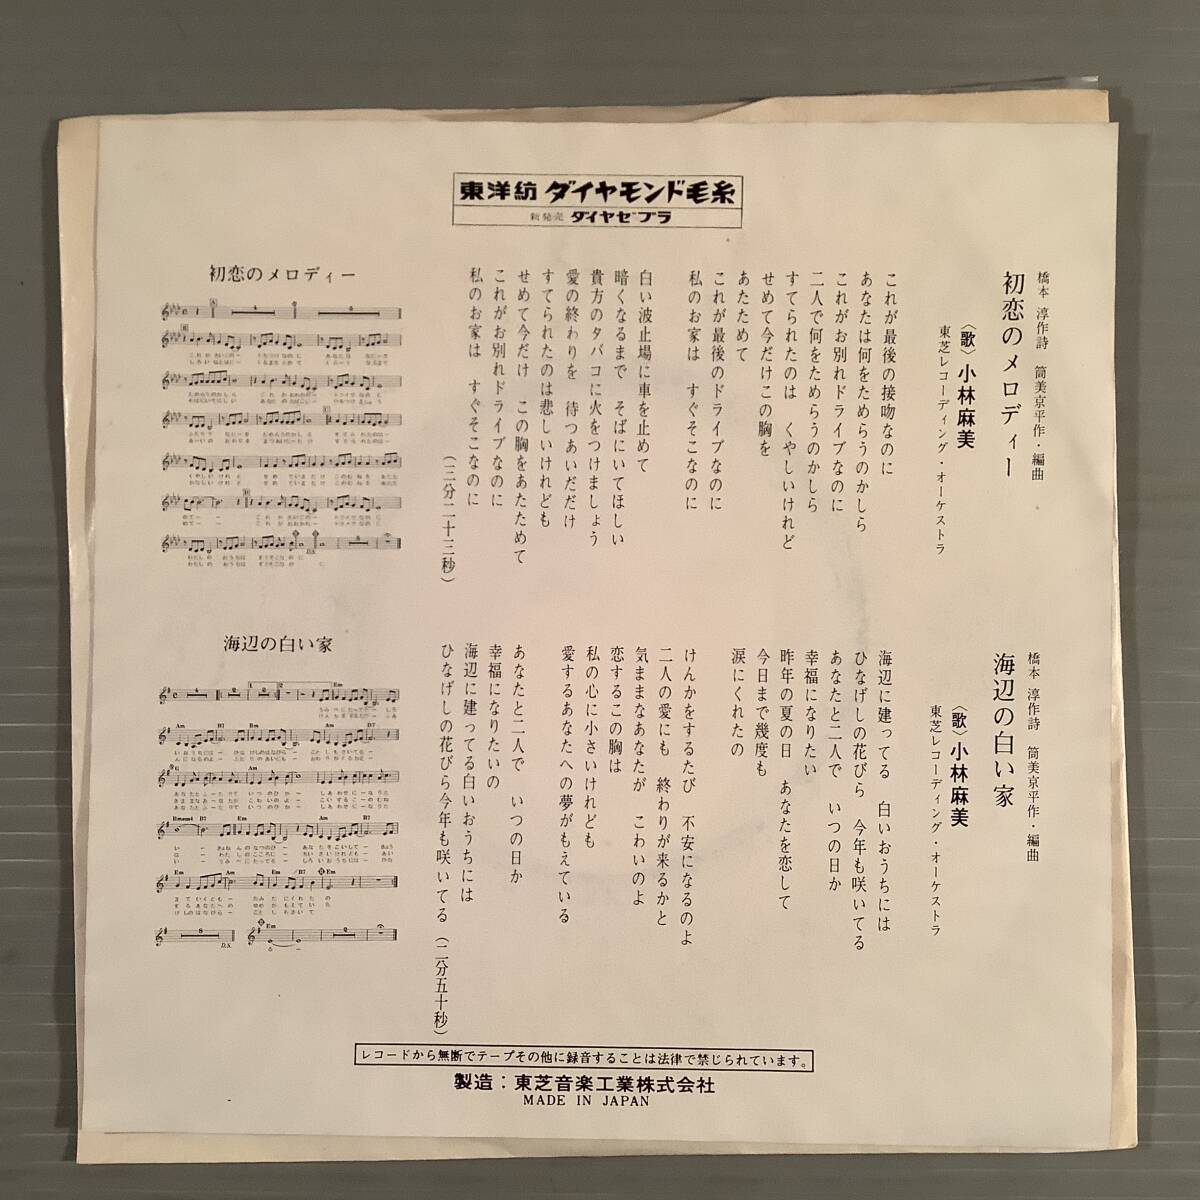 東洋紡 ダイヤモンド毛糸
新発売 ダイヤゼブラ
橋本 淳作詩 筒美京平作・編曲
初恋のメロディー
〈歌〉小林麻美
東芝レコーディング・オーケストラ
これが最後の接吻なのに
あなたは何をためらうのかしら
これがお別れドライブなのに
二人で何をためらうのかしら
すてられたのは くやしいけれど
せめて今だけこの胸を
あたためて
これが最後のドライブなのに
私のお家は すぐそこなのに
白い波止場に車を止めて
暗くなるまで そばにいてほしい
貴方のタバコに火をつけましょう
愛の終わりを 待つあいだだけ
すてられたのは悲しいけれども
せめて今だけ この胸をあたためて
これがお別れドライブなのに
私のお家は すぐそこなのに
(三分二十三秒)
初恋のメロディー
橋本 淳作詩 筒美京平作・編曲
海辺の白い家
〈歌〉小林麻美
東芝レコーディング・オーケストラ
海辺に建ってる 白いおうちには
ひなげしの花びら 今年も咲いてる
あなたと二人で いつの日か
幸福になりたい
昨年の夏の日 あなたを恋して
今日まで幾度も
涙にくれたの
けんかをするたび 不安になるのよ
二人の愛にも 終わりが来るかと
気ままなあなたが こわいのよ
恋するこの胸は
私の心に小さいけれども
愛するあなたへの夢がもえている
あなたと二人で いつの日か
幸福になりたいの
海辺に建ってる白いおうちには
ひなげしの花びら今年も咲いてる (二分五十秒)
海辺の白い家
レコードから無断でテープその他に録音することは法律で禁じられています。
製造：東芝音楽工業株式会社
MADE IN JAPAN